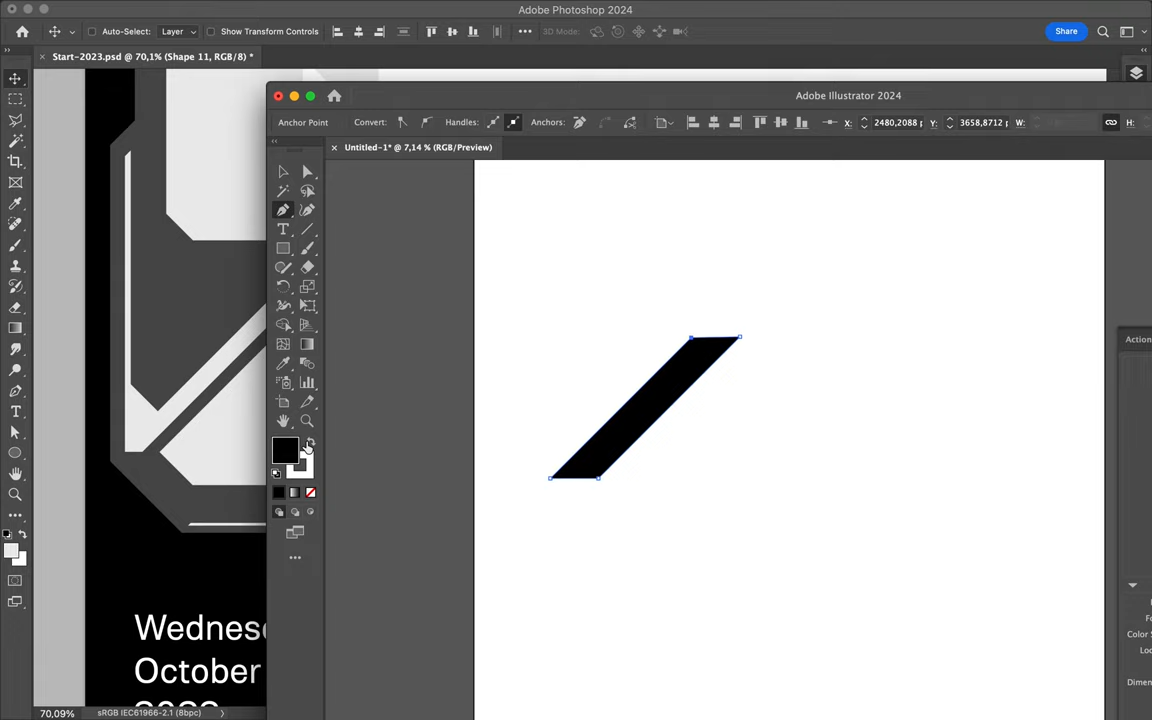 Adobe Photoshop 2024
Auto-Select:
Layer
Show Transform Controls
3D Mode:
Share
Start-2023.psd @ 70,1% (Shape 11, RGB/8) *
Adobe Illustrator 2024
Anchor Point
Convert:
Handles:
Anchors:
X:
2480,2088 p
Y:
3658,8712 p
W:
H:
Untitled-1* @ 7,14 % (RGB/Preview)
Action
Color S
Dimen
Wednes
October
70,09%
sRGB IEC61966-2.1 (8bpc)